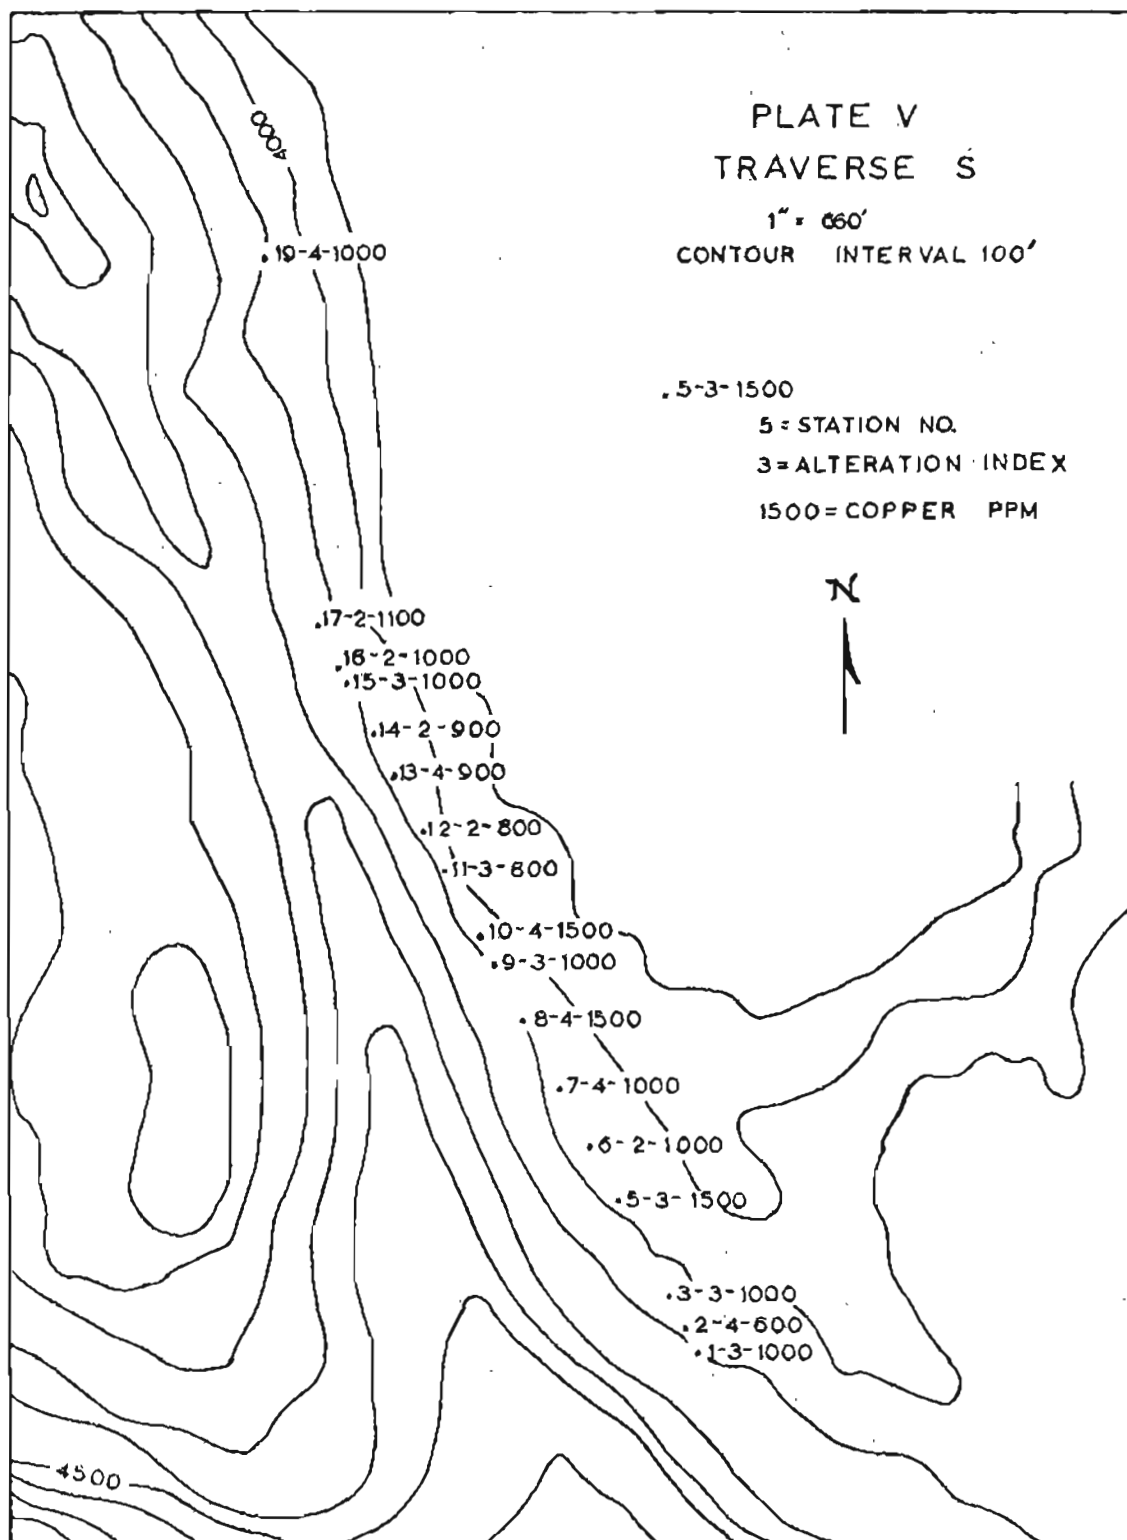 PLATE V
TRAVERSE S
1" = 660'
CONTOUR INTERVAL 100'
4000
.19-4-1000
.5-3-1500
5 = STATION NO.
3 = ALTERATION INDEX
1500 = COPPER PPM
N
.17-2-1100
.16-2-1000
.15-3-1000
.14-2-900
.13-4-900
.12-2-800
.11-3-800
.10-4-1500
.9-3-1000
.8-4-1500
.7-4-1000
.6-2-1000
.5-3-1500
.3-3-1000
.2-4-600
.1-3-1000
4500